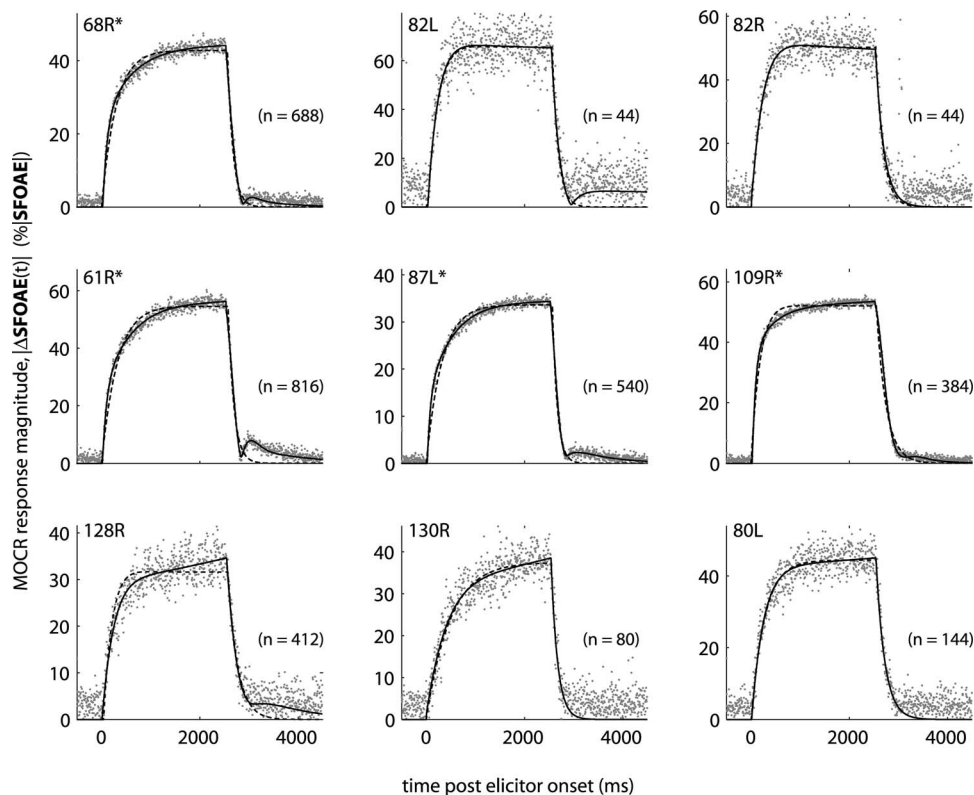 MOCR response magnitude, |ΔSFOAE(t)| (%|SFOAE|)
68R*
40
20
0
(n = 688)
82L
60
40
20
0
(n = 44)
82R
60
40
20
0
(n = 44)
61R*
60
40
20
0
(n = 816)
87L*
40
30
20
10
0
(n = 540)
109R*
60
40
20
0
(n = 384)
128R
40
30
20
10
0
(n = 412)
0 2000 4000
130R
40
30
20
10
0
(n = 80)
0 2000 4000
80L
40
20
0
(n = 144)
0 2000 4000
time post elicitor onset (ms)